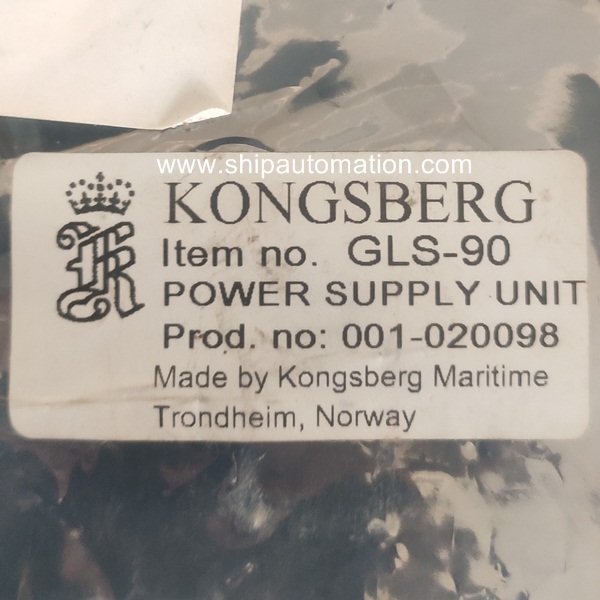 www.shipautomation.com
KONGSBERG
Item no. GLS-90
POWER SUPPLY UNIT
Prod. no: 001-020098
Made by Kongsberg Maritime
Trondheim, Norway